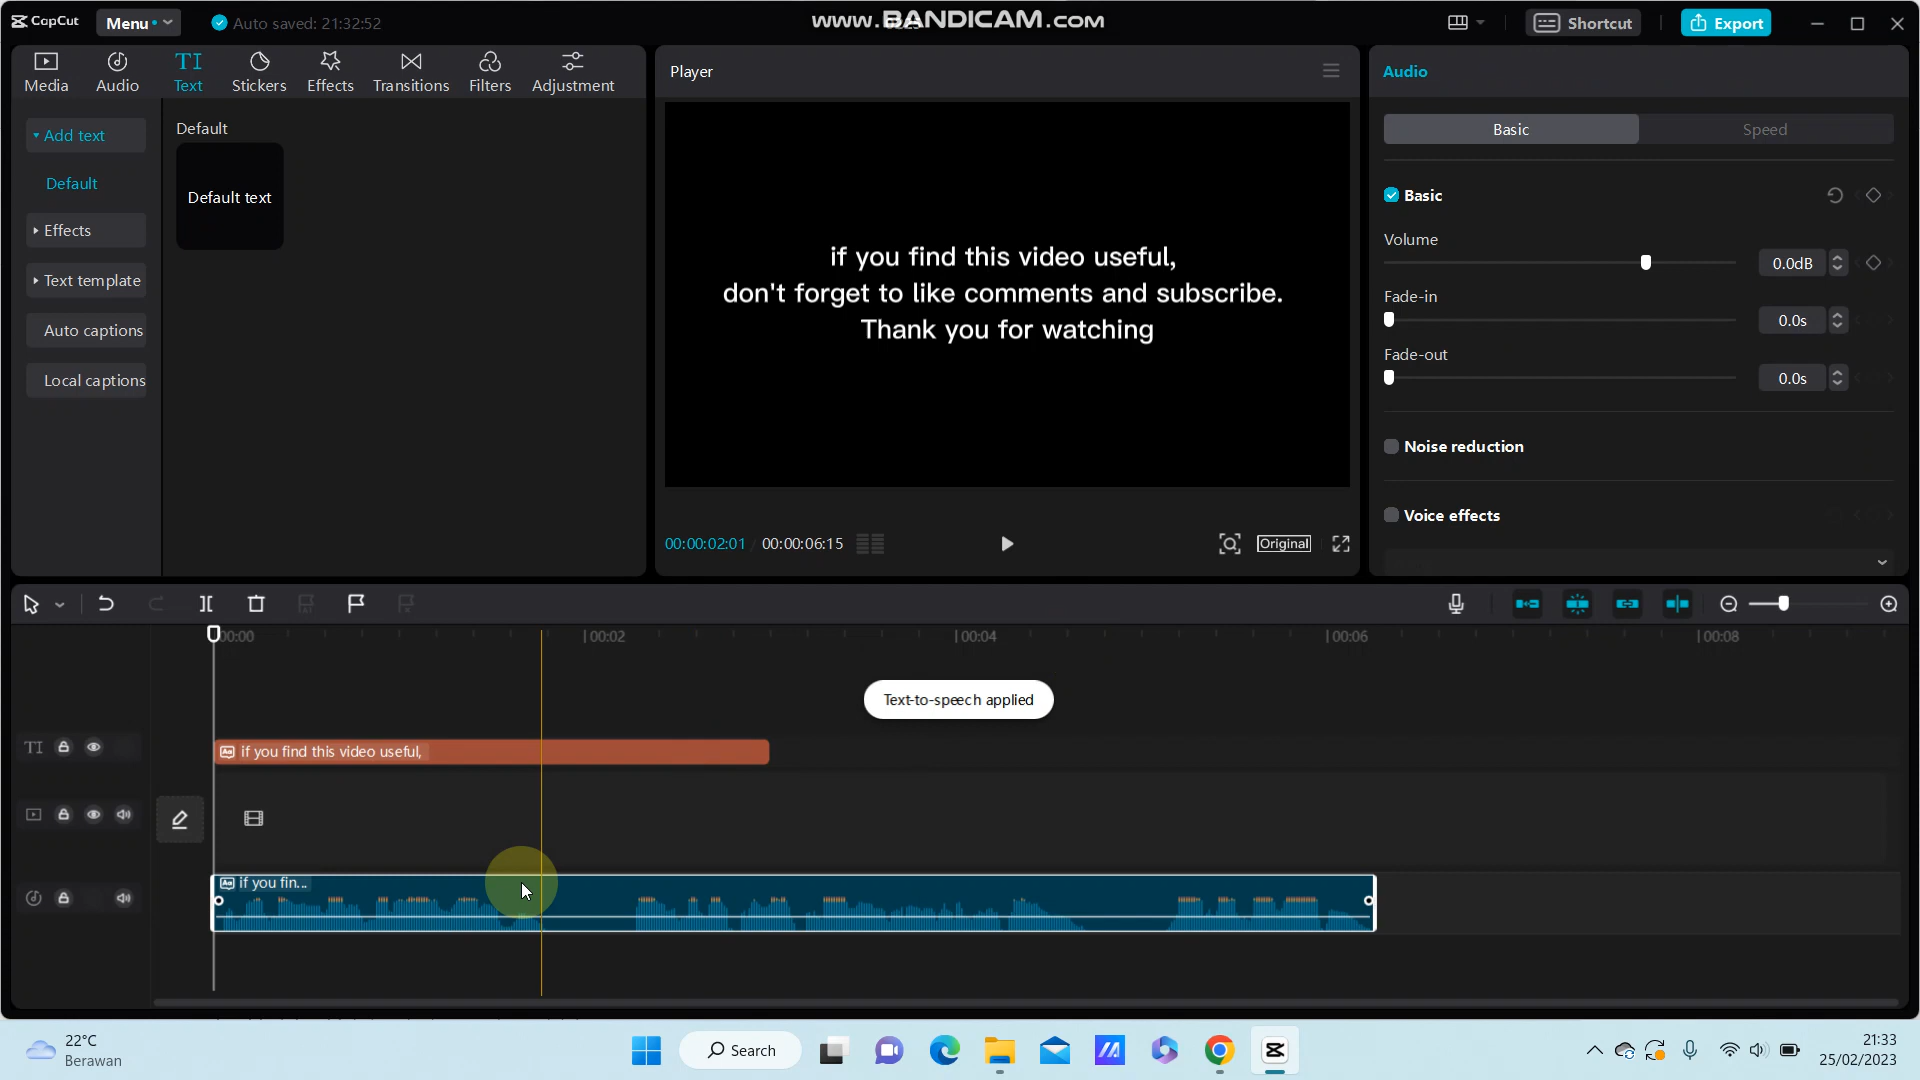 CapCut
Menu
Auto saved: 21:32:52
www.BANDICAM.com
Shortcut
Export
Media
Audio
TI
Text
Stickers
Effects
Transitions
Filters
Adjustment
Add text
Default
Effects
Text template
Auto captions
Local captions
Default
Default text
Player
if you find this video useful,
don't forget to like comments and subscribe.
Thank you for watching
00:00:02:01
00:00:06:15
Original
Audio
Basic
Speed
Basic
Volume
0.0dB
Fade-in
0.0s
Fade-out
0.0s
Noise reduction
Voice effects
00:00
00:02
00:04
00:06
00:08
Text-to-speech applied
TI
if you find this video useful,
if you fin...
22°C
Berawan
Search
21:33
25/02/2023